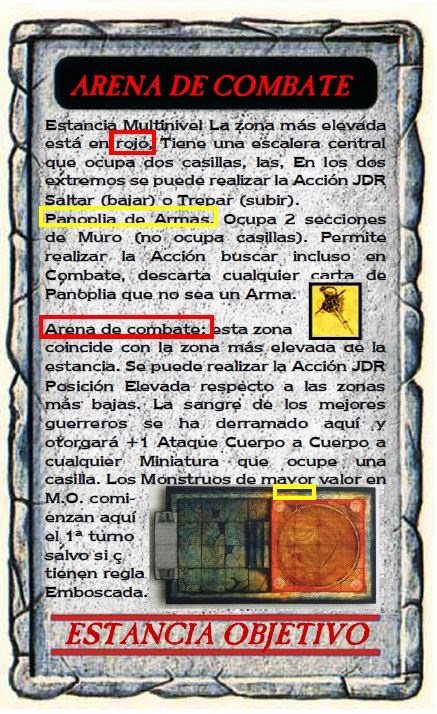 ARENA DE COMBATE
Estancia Multinivel La zona más elevada
está en rojo. Tiene una escalera central
que ocupa dos casillas, las, En los dos
extremos se puede realizar la Acción JDR
Saltar (bajar) o Trepar (subir).
Panoplia de Armas. Ocupa 2 secciones
de Muro (no ocupa casillas). Permite
realizar la Acción buscar incluso en
Combate, descarta cualquier carta de
Panoplia que no sea un Arma.
Arena de combate: esta zona
coincide con la zona más elevada de la
estancia. Se puede realizar la Acción JDR
Posición Elevada respecto a las zonas
más bajas. La sangre de los mejores
guerreros se ha derramado aquí y
otorgará +1 Ataque Cuerpo a Cuerpo a
cualquier Miniatura que ocupe una
casilla. Los Monstruos de mayor valor en
M.O. comi-
enzan aquí
el 1ª turno
salvo si ç
tienen regla
Emboscada.
ESTANCIA OBJETIVO